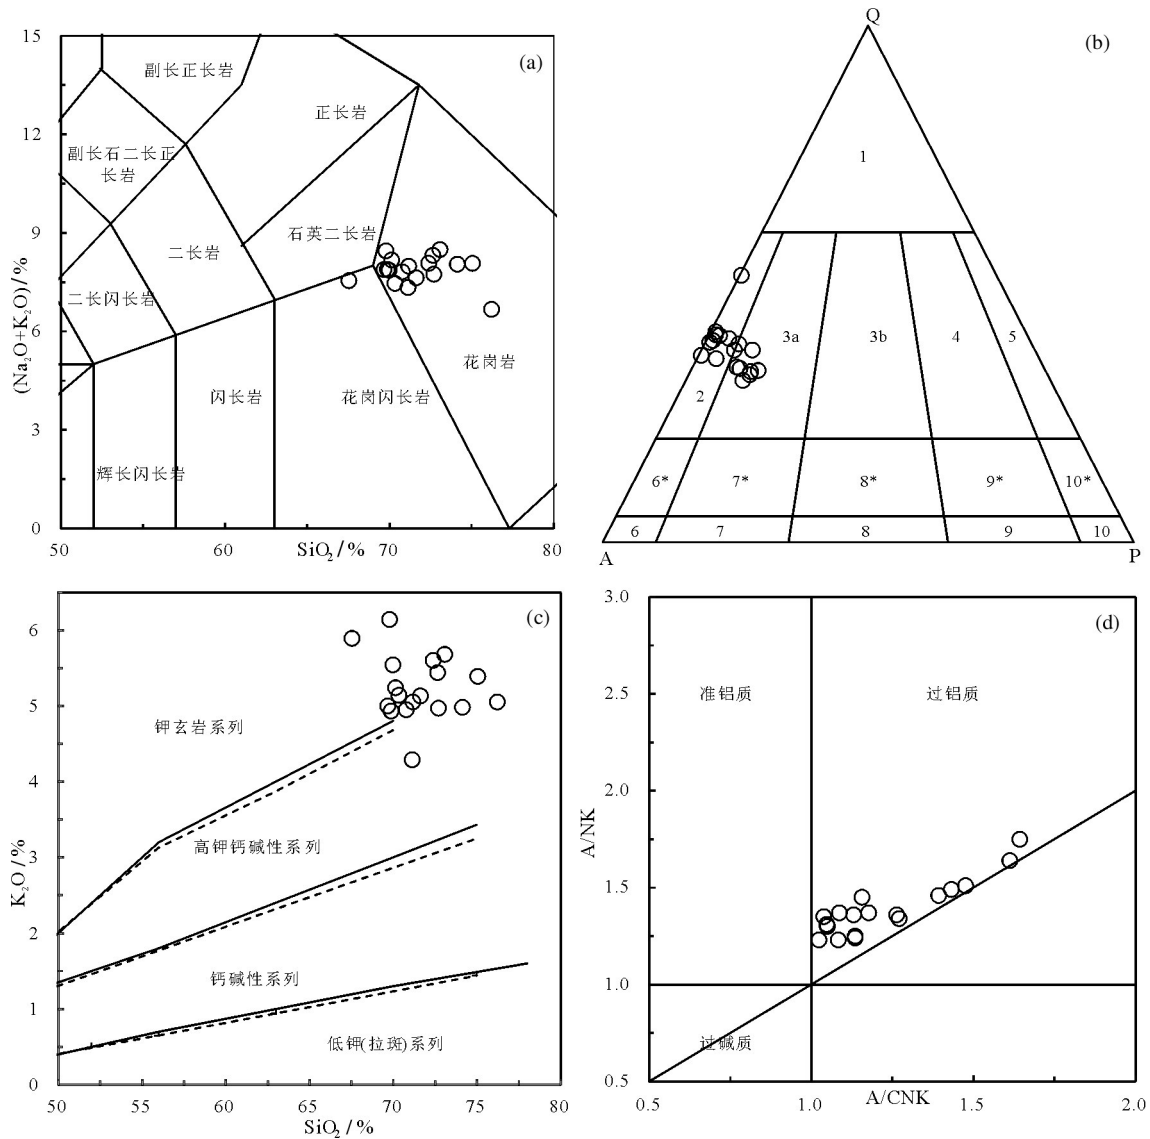 (a)
15
12
9
6
3
0
(Na₂O+K₂O)/%
副长正长岩
正长岩
副长石二长正
长岩
二长岩
石英二长岩
二长闪长岩
花岗岩
闪长岩
花岗闪长岩
辉长闪长岩
50
60
70
80
SiO₂/%
Q
(b)
1
3a
3b
4
5
2
6*
7*
8*
9*
10*
6
7
8
9
10
A
P
(c)
6
5
4
3
2
1
0
K₂O/%
钾玄岩系列
高钾钙碱性系列
钙碱性系列
低钾(拉斑)系列
50
55
60
65
70
75
80
SiO₂/%
(d)
3.0
2.5
2.0
1.5
1.0
0.5
A/NK
准铝质
过铝质
过碱质
0.5
1.0
1.5
2.0
A/CNK